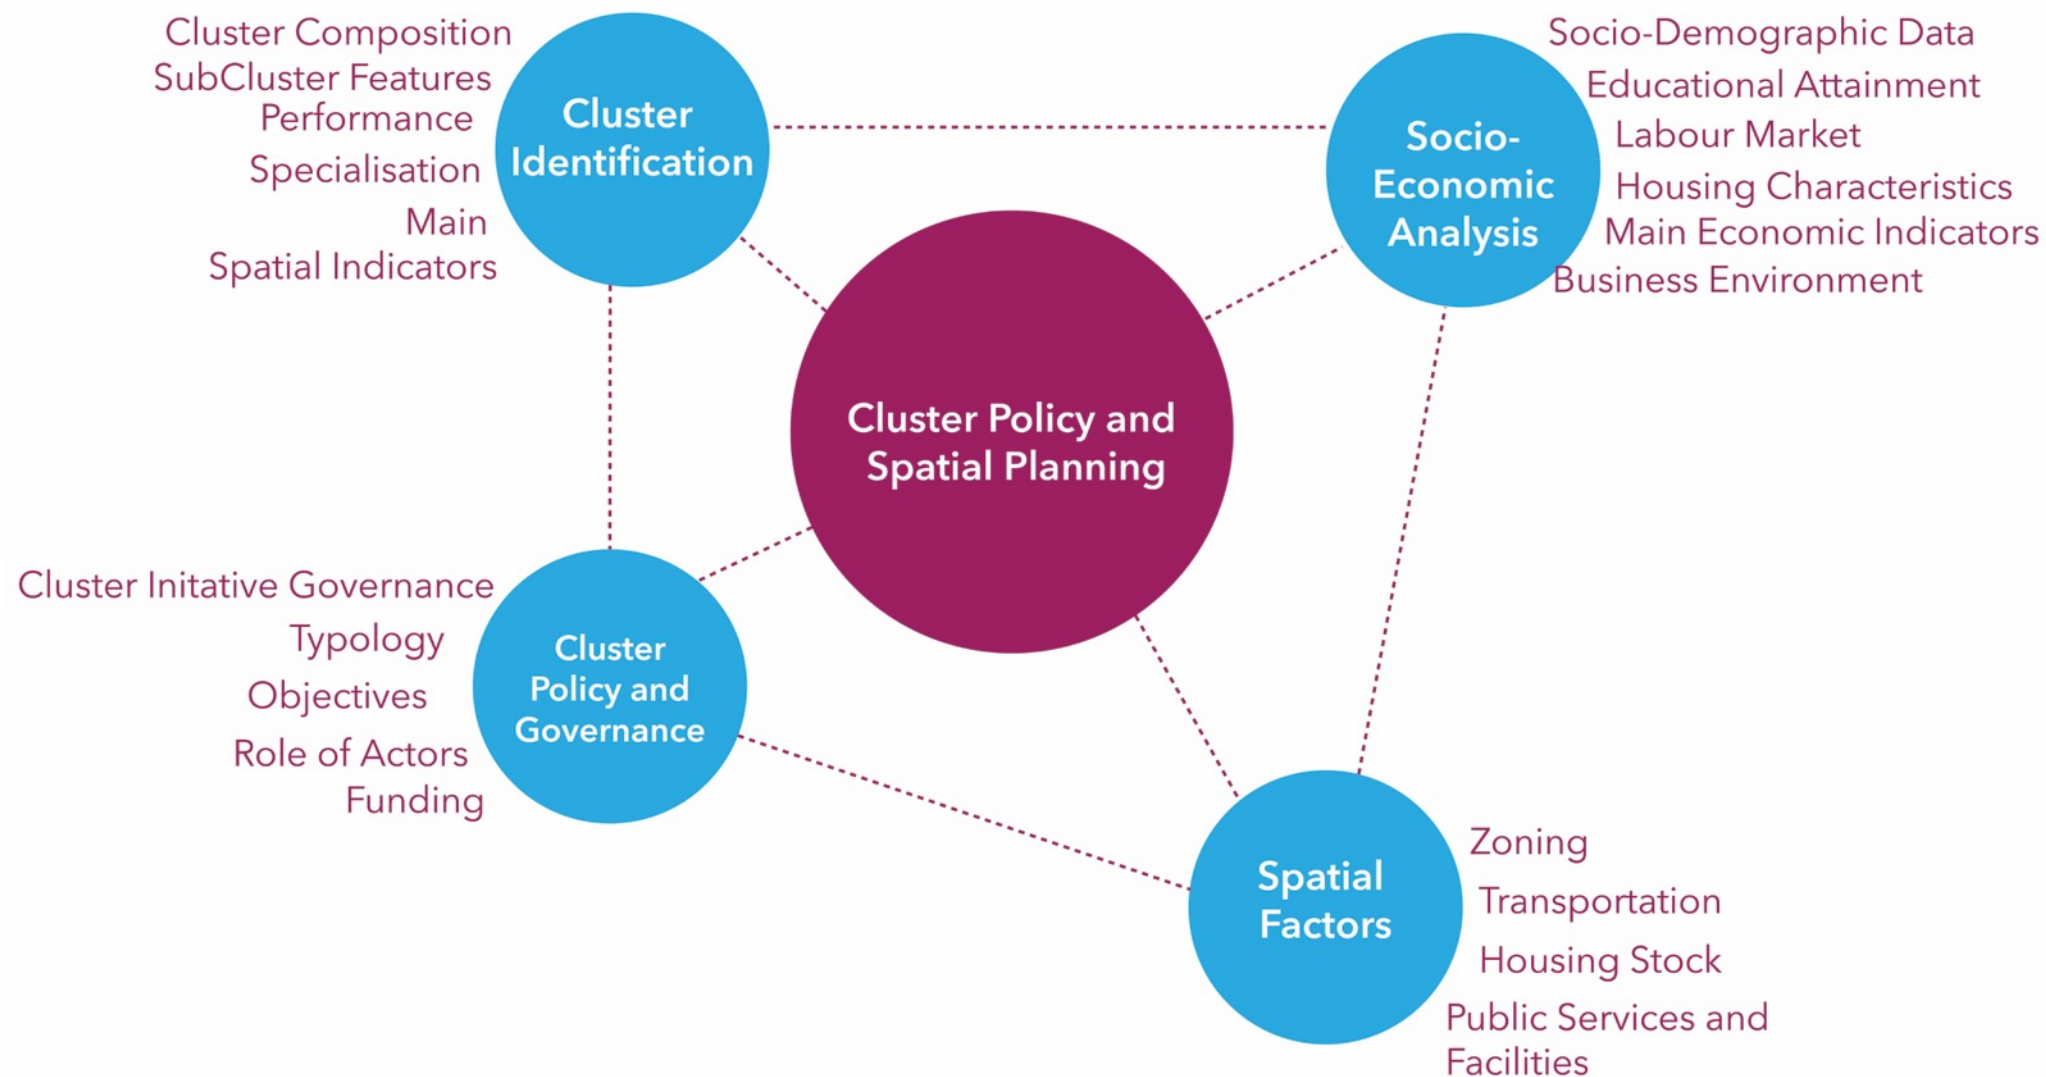 Cluster Composition
SubCluster Features
Performance
Specialisation
Main
Spatial Indicators
Cluster
Identification
Socio-
Economic
Analysis
Socio-Demographic Data
Educational Attainment
Labour Market
Housing Characteristics
Main Economic Indicators
Business Environment
Cluster Policy and
Spatial Planning
Cluster Initative Governance
Typology
Objectives
Role of Actors
Funding
Cluster
Policy and
Governance
Spatial
Factors
Zoning
Transportation
Housing Stock
Public Services and
Facilities